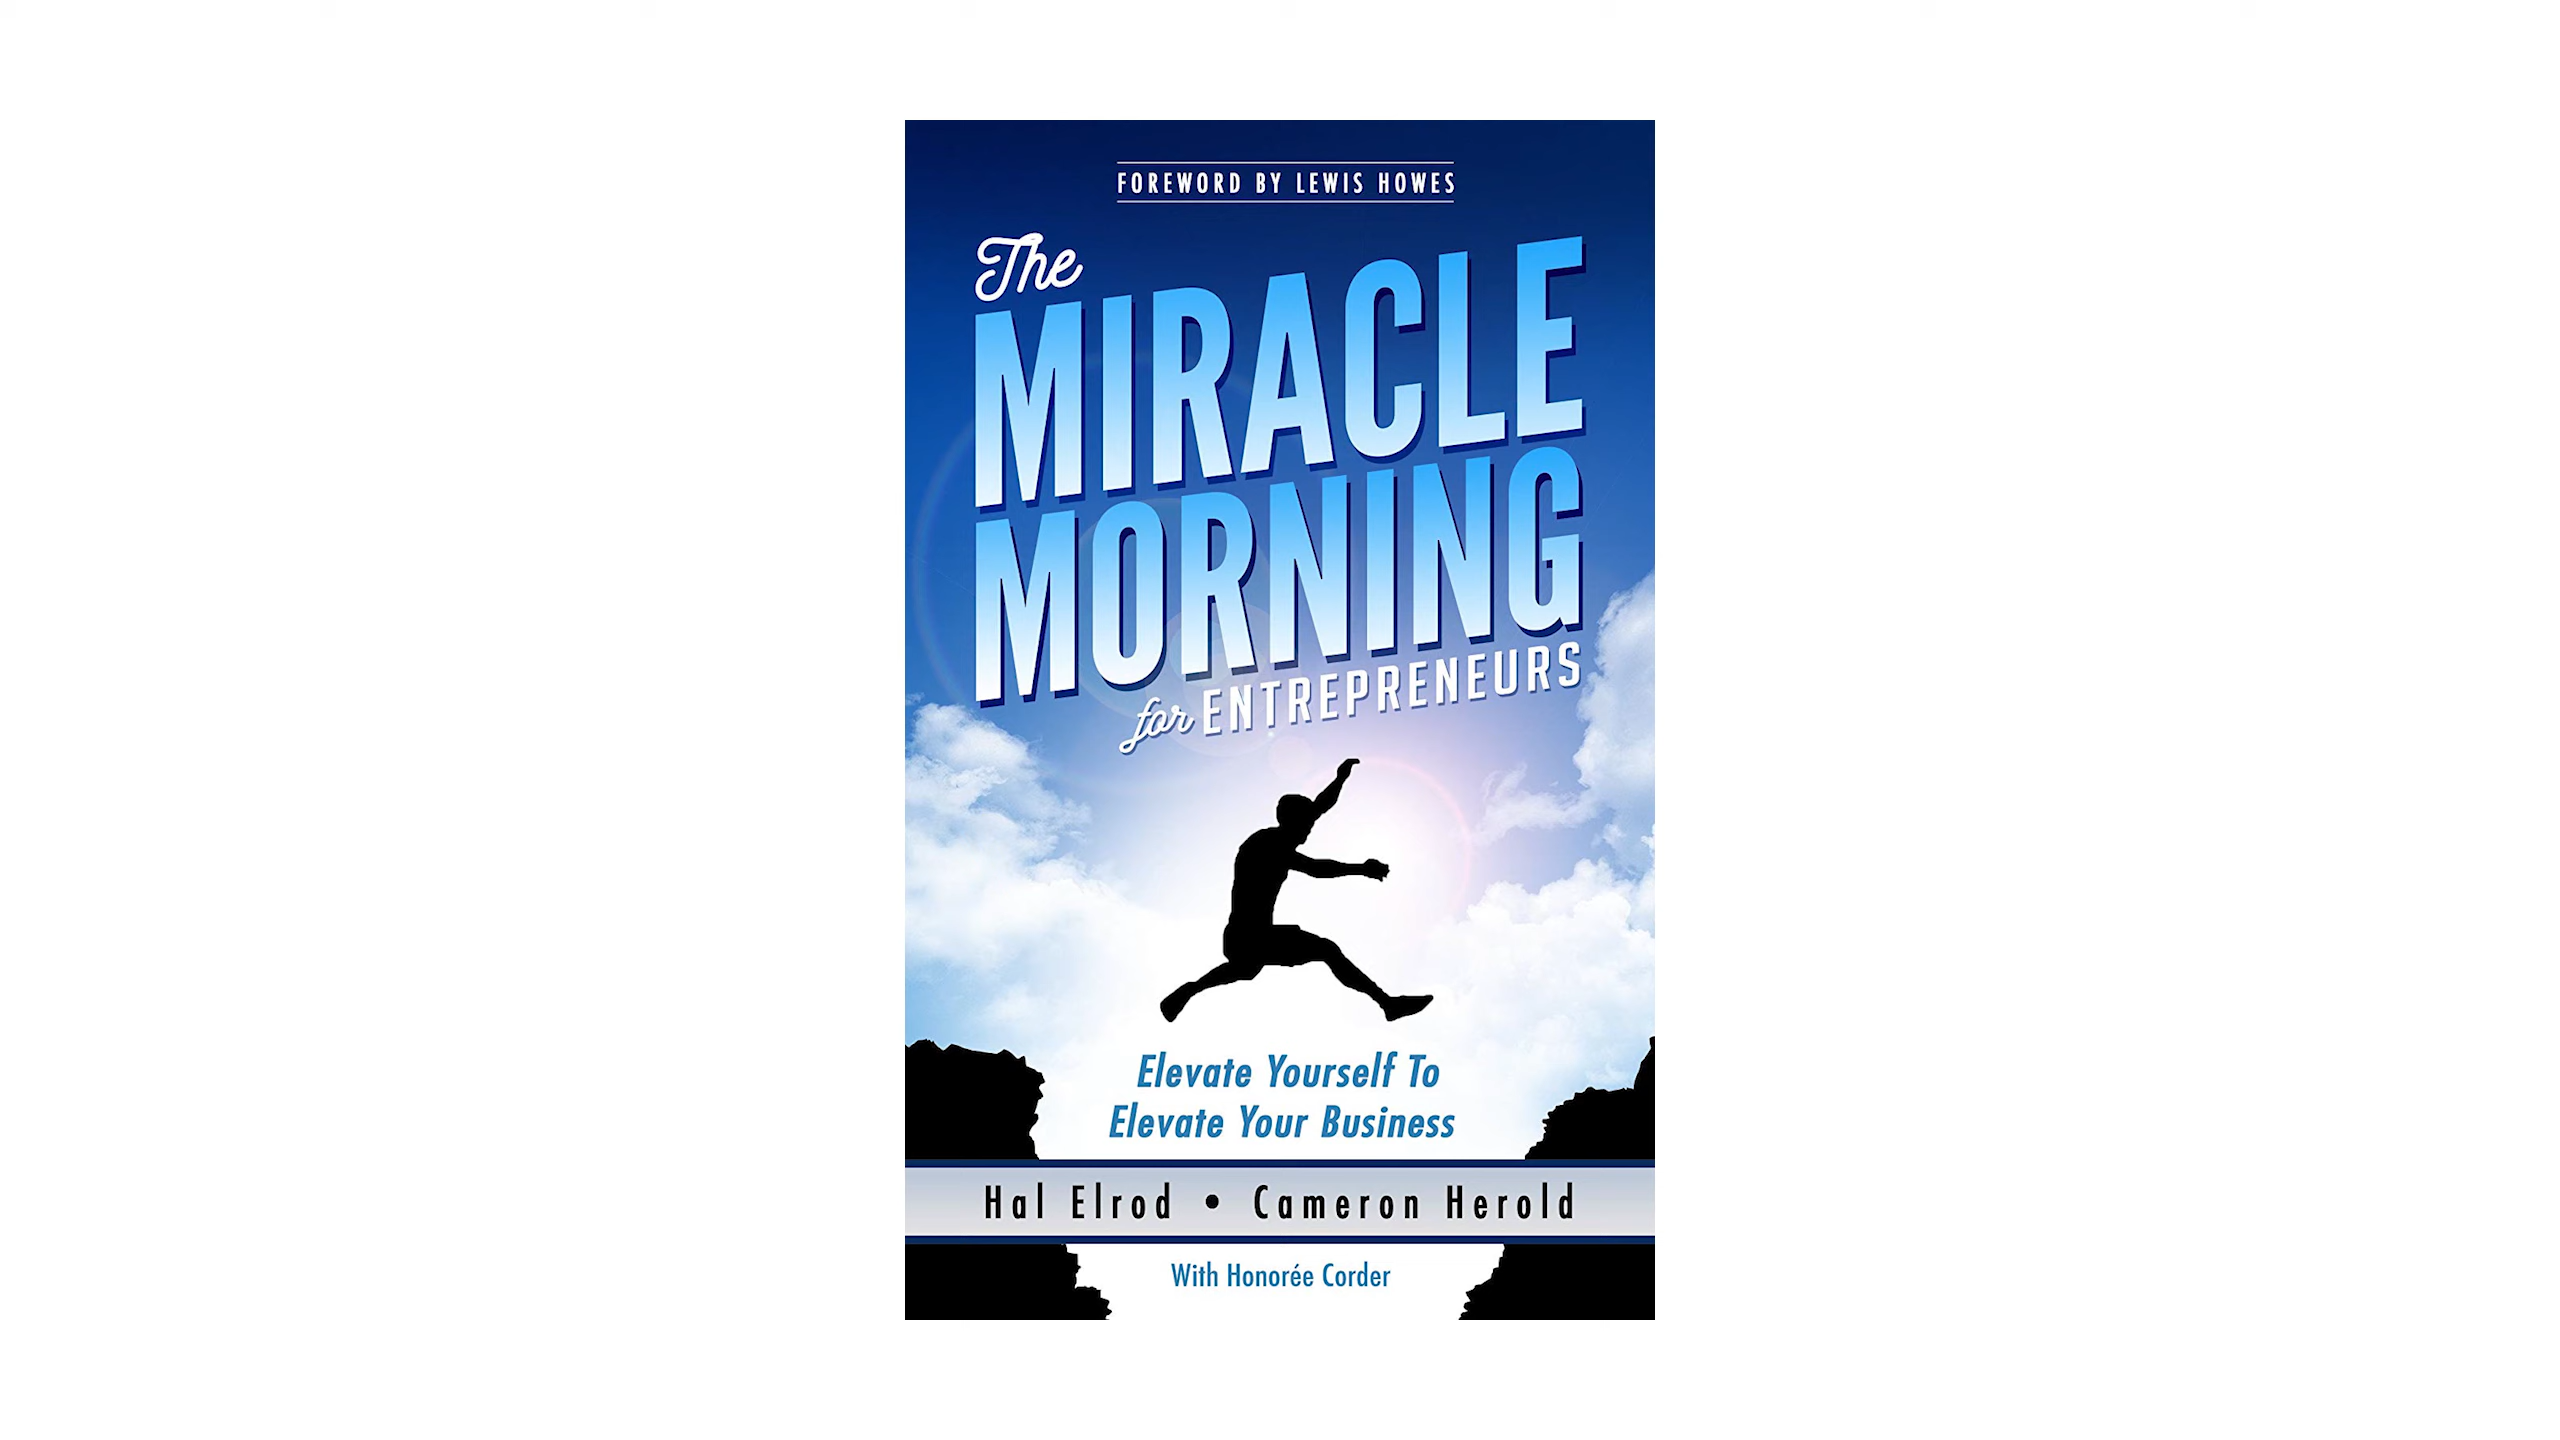 FOREWORD BY LEWIS HOWES
The
MIRACLE
MORNING
for ENTREPRENEURS
Elevate Yourself To
Elevate Your Business
Hal Elrod • Cameron Herold
With Honorée Corder